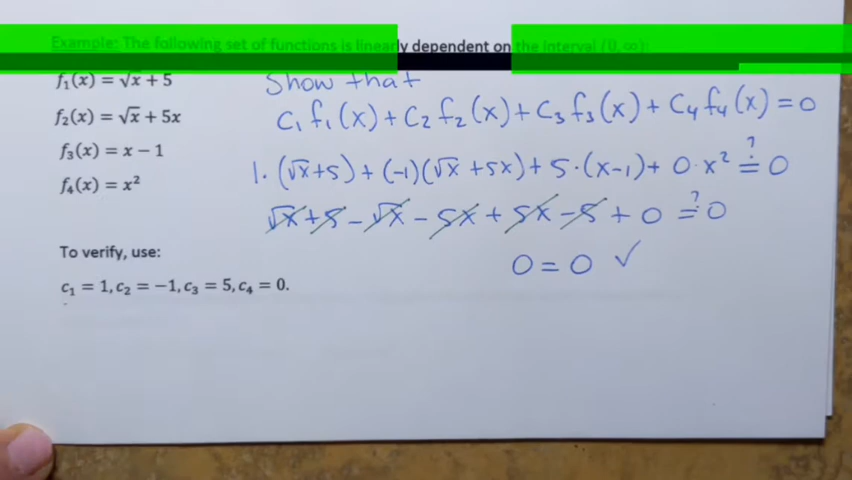 Example: The following set of functions is linearly dependent on the interval (0, ∞):
f₁(x) = √x + 5
f₂(x) = √x + 5x
f₃(x) = x − 1
f₄(x) = x²
To verify, use:
c₁ = 1, c₂ = −1, c₃ = 5, c₄ = 0.
Show that
C₁ f₁(x) + C₂ f₂(x) + C₃ f₃(x) + C₄ f₄(x) = 0
1·(√x+5) + (-1)(√x +5x) + 5·(x-1) + 0·x² ≟ 0
√x + 5 - √x - 5x + 5x - 5 + 0 ≟ 0
0 = 0 ✓